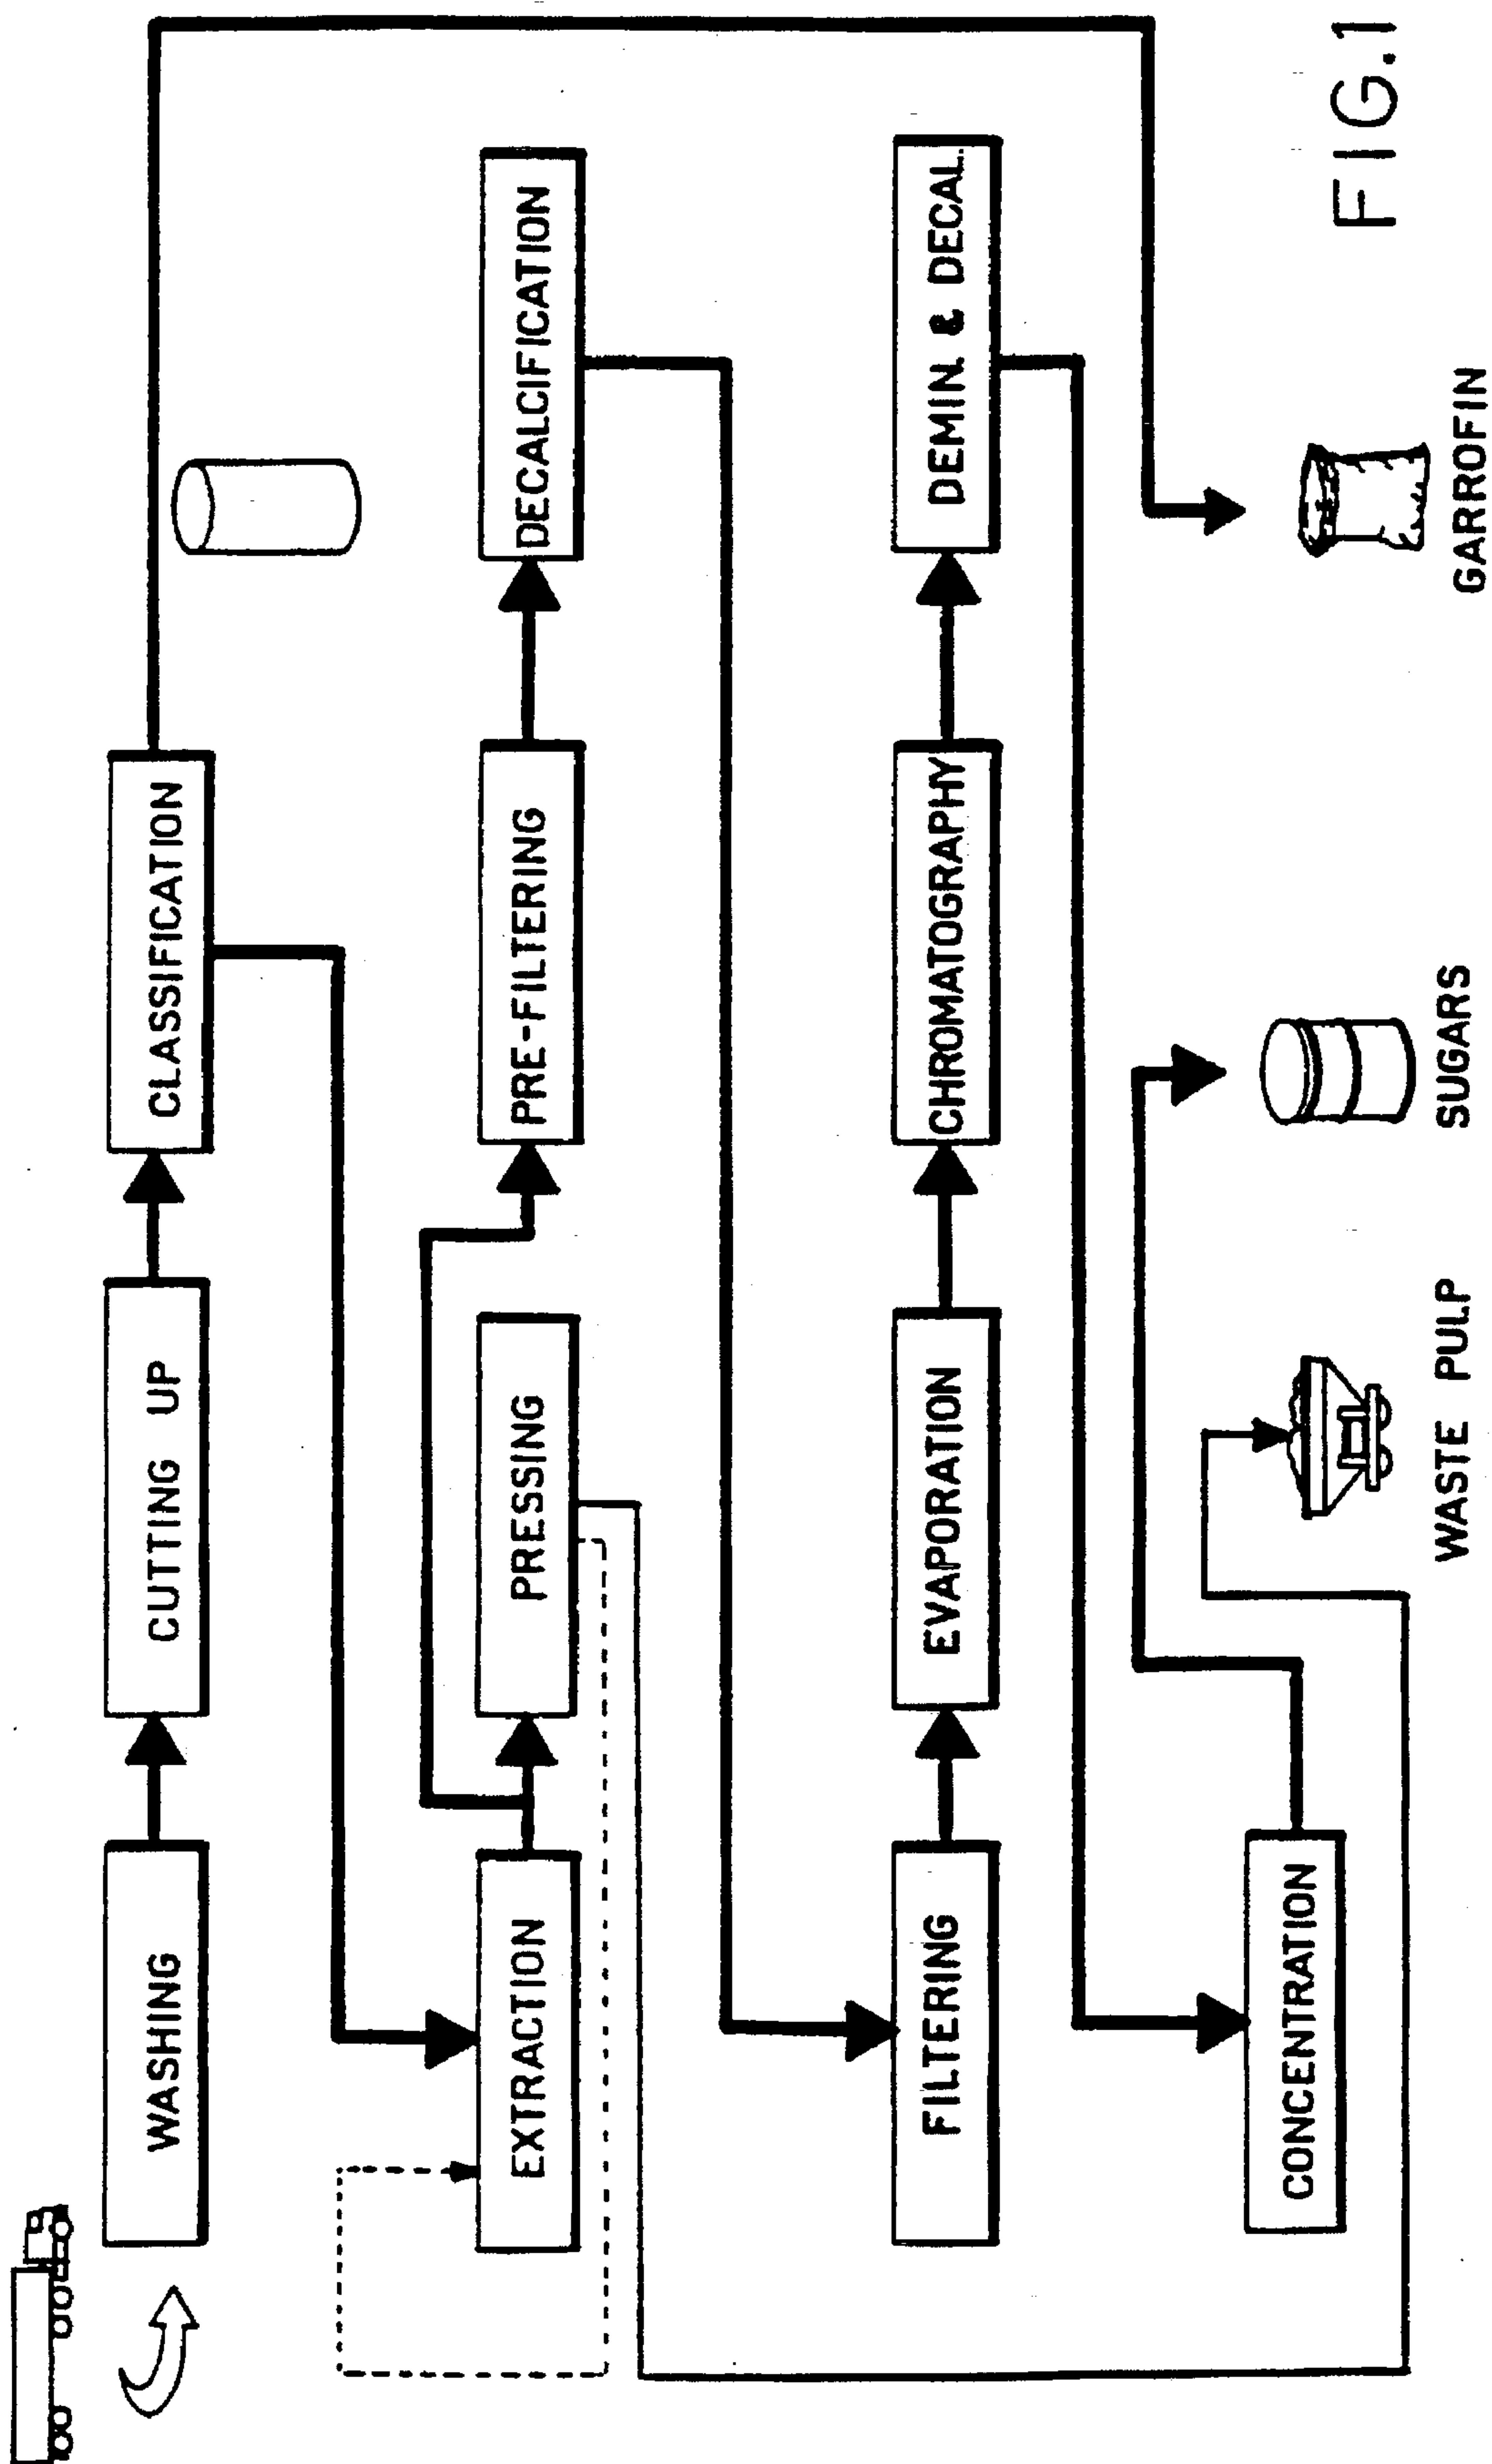 WASHING
CUTTING UP
CLASSIFICATION
EXTRACTION
PRESSING
PRE-FILTERING
DECALCIFICATION
FILTERING
EVAPORATION
CHROMATOGRAPHY
DEMIN. & DECAL.
CONCENTRATION
WASTE PULP
SUGARS
GARROFIN
FIG.1